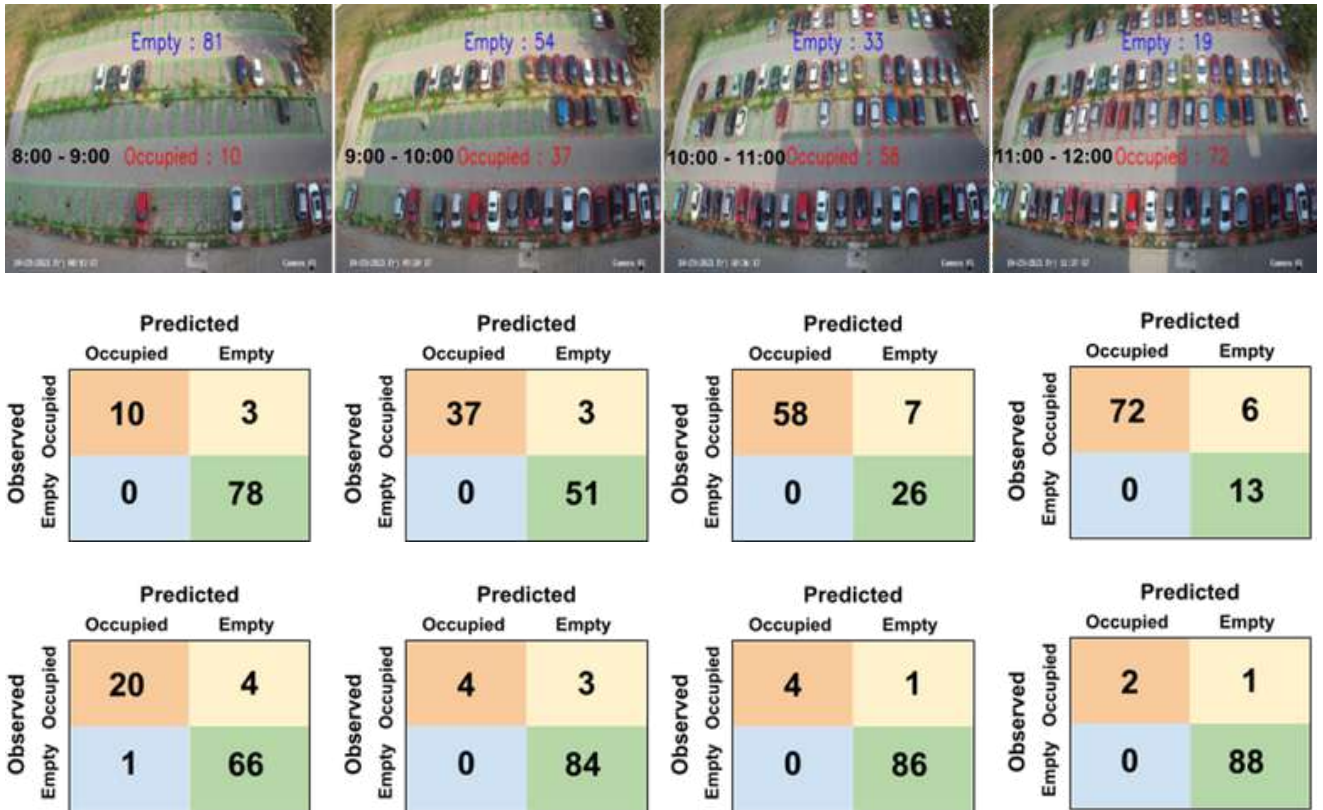 Empty : 81
Empty : 54
Empty : 33
Empty : 19
8:00 - 9:00 Occupied : 10
9:00 - 10:00 Occupied : 37
10:00 - 11:00 Occupied : 58
11:00 - 12:00 Occupied : 72
Predicted
Occupied Empty
Observed
Occupied
10 3
Empty
0 78
Predicted
Occupied Empty
Observed
Occupied
37 3
Empty
0 51
Predicted
Occupied Empty
Observed
Occupied
58 7
Empty
0 26
Predicted
Occupied Empty
Observed
Occupied
72 6
Empty
0 13
Predicted
Occupied Empty
Observed
Occupied
20 4
Empty
1 66
Predicted
Occupied Empty
Observed
Occupied
4 3
Empty
0 84
Predicted
Occupied Empty
Observed
Occupied
4 1
Empty
0 86
Predicted
Occupied Empty
Observed
Occupied
2 1
Empty
0 88